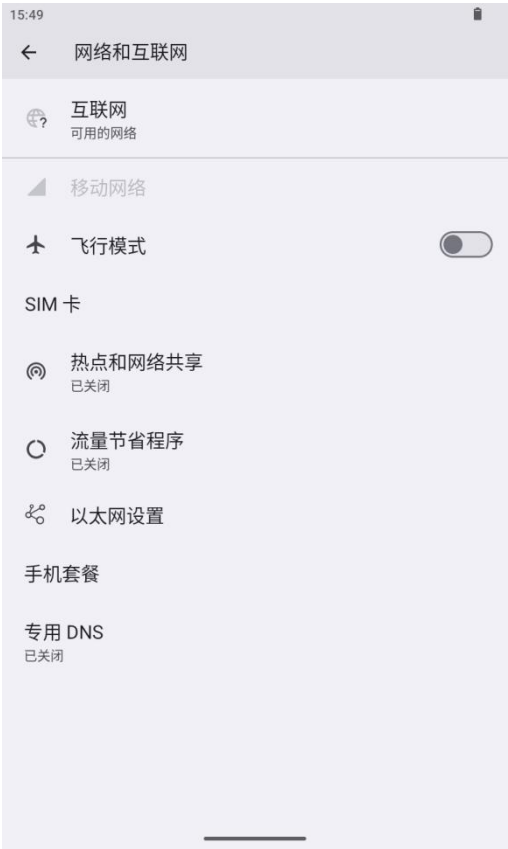 15:49
网络和互联网
互联网
可用的网络
移动网络
飞行模式
SIM 卡
热点和网络共享
已关闭
流量节省程序
已关闭
以太网设置
手机套餐
专用 DNS
已关闭